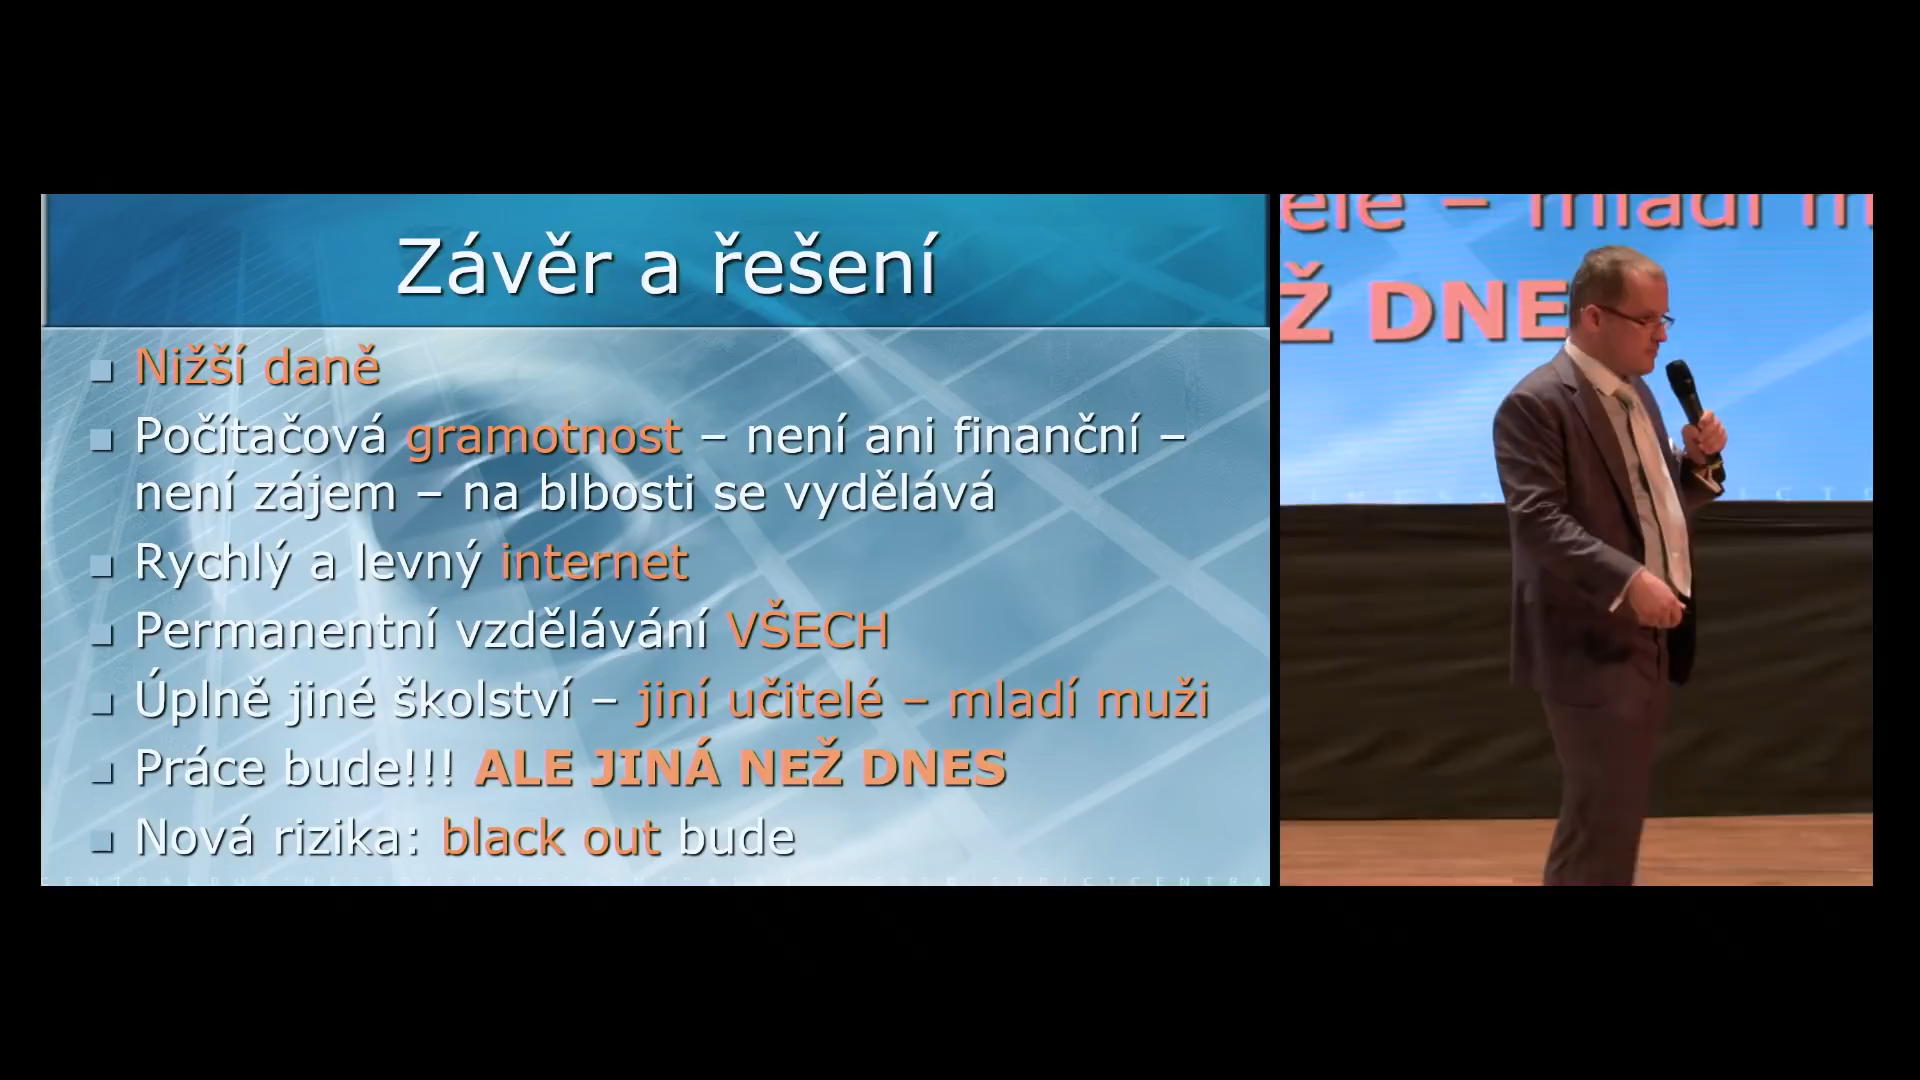 Závěr a řešení
Nižší daně
Počítačová gramotnost – není ani finanční –
není zájem – na blbosti se vydělává
Rychlý a levný internet
Permanentní vzdělávání VŠECH
Úplně jiné školství – jiní učitelé – mladí muži
Práce bude!!! ALE JINÁ NEŽ DNES
Nová rizika: black out bude
elé – mladí m
Ž DNE